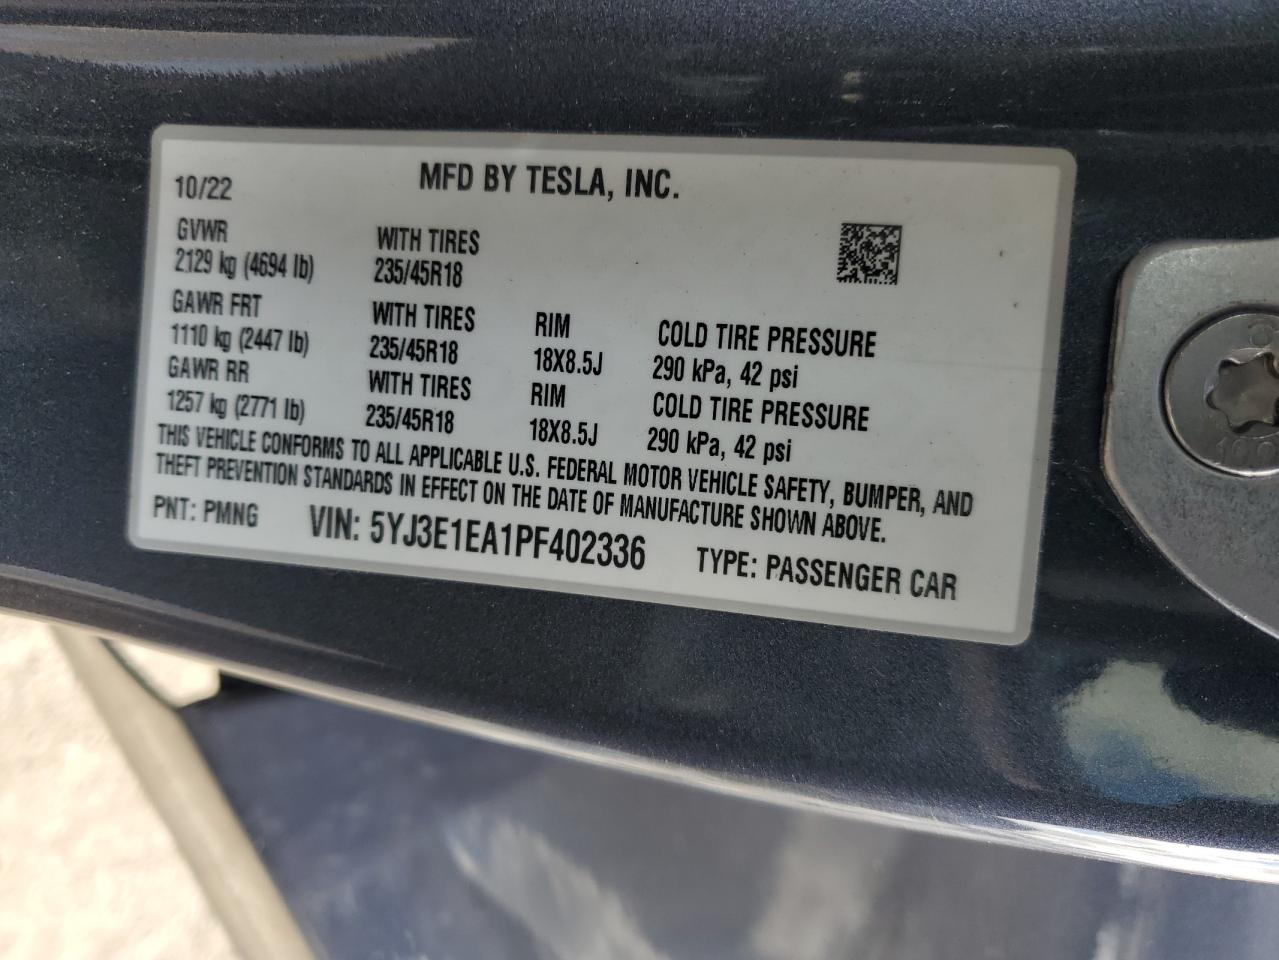 MFD BY TESLA, INC.
10/22
GVWR WITH TIRES
2129 kg (4694 lb) 235/45R18
GAWR FRT WITH TIRES RIM COLD TIRE PRESSURE
1110 kg (2447 lb) 235/45R18 18X8.5J 290 kPa, 42 psi
GAWR RR WITH TIRES RIM COLD TIRE PRESSURE
1257 kg (2771 lb) 235/45R18 18X8.5J 290 kPa, 42 psi
THIS VEHICLE CONFORMS TO ALL APPLICABLE U.S. FEDERAL MOTOR VEHICLE SAFETY, BUMPER, AND
THEFT PREVENTION STANDARDS IN EFFECT ON THE DATE OF MANUFACTURE SHOWN ABOVE.
PNT: PMNG VIN: 5YJ3E1EA1PF402336 TYPE: PASSENGER CAR